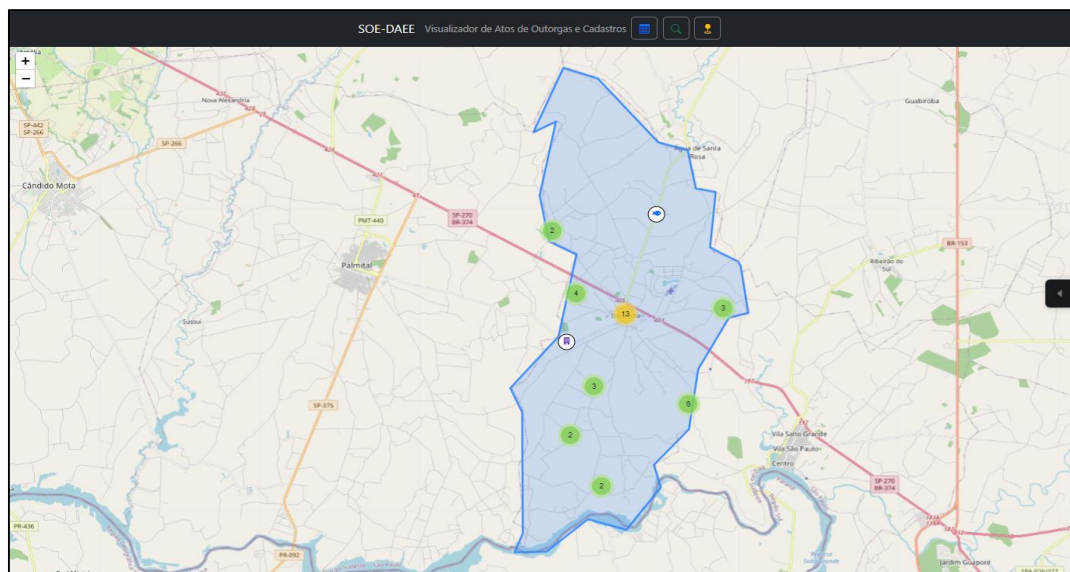 SOE-DAEE Visualizador de Atos de Outorgas e Cadastros
+
−
Nova Alexandria
Guabiroba
SP-442
SP-266
SP-266
Água de Santa
Rosa
Cândido Mota
SP-270
BR-374
PMT-440
2
BR-153
Palmital
Ribeirão do
Sul
4
3
13
Sussuí
3
SP-375
6
2
Vila Salto Grande
Vila São Paulo
Centro
2
SP-270
BR-374
PR-436
PR-092
Jardim Guaporé